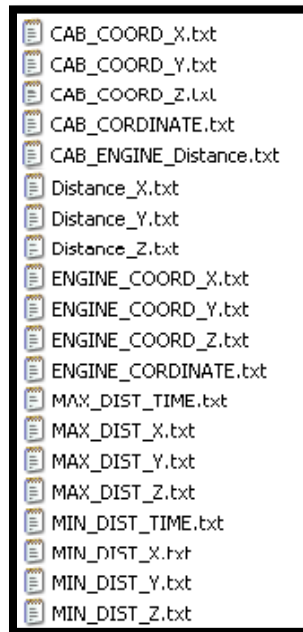 CAB_COORD_X.txt
CAB_COORD_Y.txt
CAB_COORD_Z.txt
CAB_CORDINATE.txt
CAB_ENGINE_Distance.txt
Distance_X.txt
Distance_Y.txt
Distance_Z.txt
ENGINE_COORD_X.txt
ENGINE_COORD_Y.txt
ENGINE_COORD_Z.txt
ENGINE_CORDINATE.txt
MAX_DIST_TIME.txt
MAX_DIST_X.txt
MAX_DIST_Y.txt
MAX_DIST_Z.txt
MIN_DIST_TIME.txt
MIN_DIST_X.txt
MIN_DIST_Y.txt
MIN_DIST_Z.txt